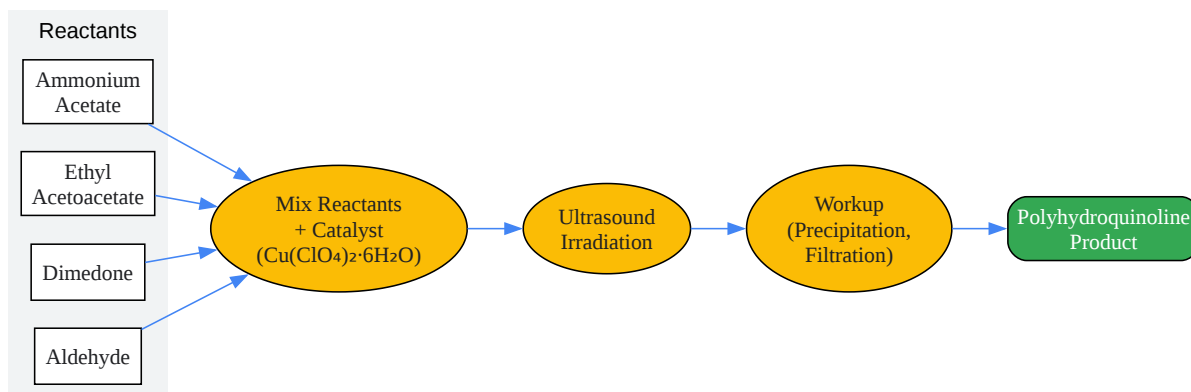 Reactants
Ammonium
Acetate
Ethyl
Acetoacetate
Dimedone
Aldehyde
Mix Reactants
+ Catalyst
(Cu(ClO₄)₂·6H₂O)
Ultrasound
Irradiation
Workup
(Precipitation,
Filtration)
Polyhydroquinoline
Product